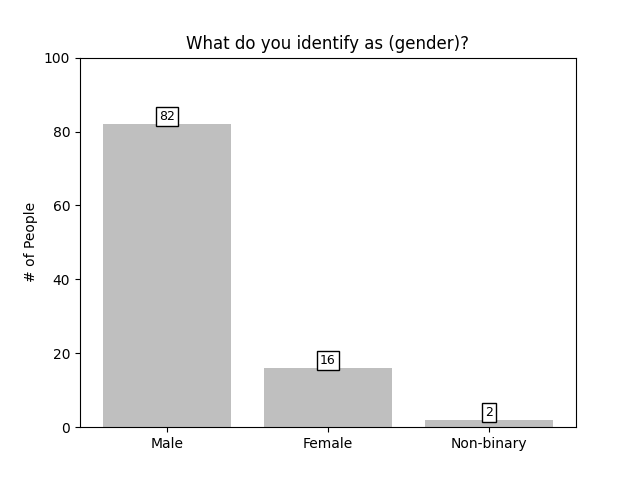 What do you identify as (gender)?
100
80
60
40
20
0
# of People
82
16
2
Male
Female
Non-binary